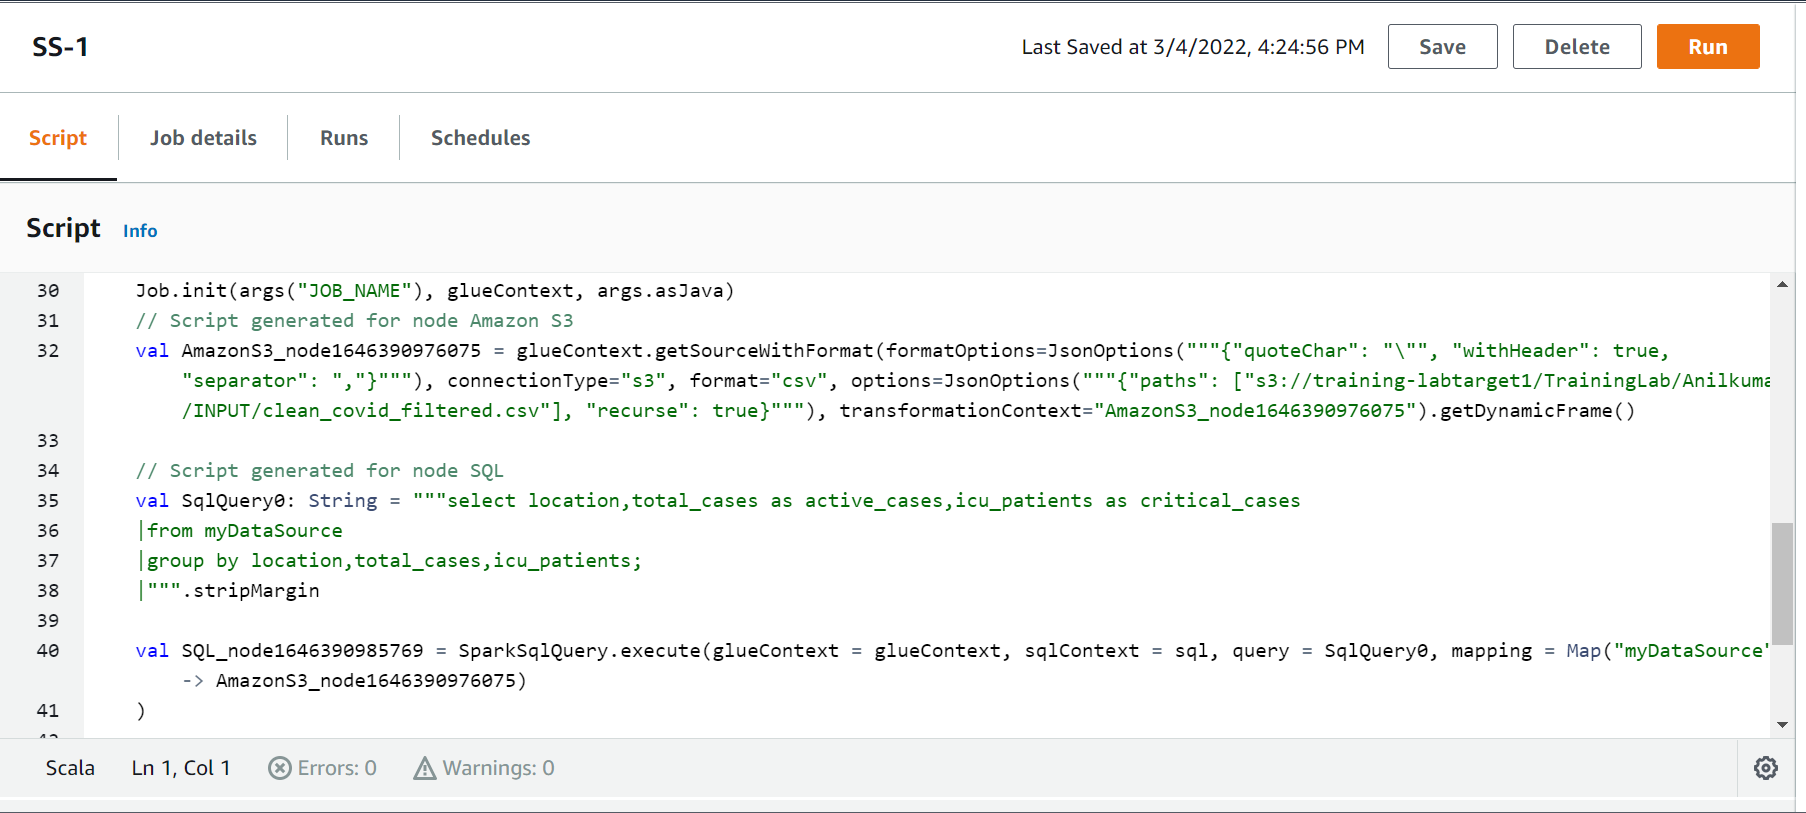 SS-1
Last Saved at 3/4/2022, 4:24:56 PM
Save
Delete
Run
Script
Job details
Runs
Schedules
Script Info
30 Job.init(args("JOB_NAME"), glueContext, args.asJava)
31 // Script generated for node Amazon S3
32 val AmazonS3_node1646390976075 = glueContext.getSourceWithFormat(formatOptions=JsonOptions("""{"quoteChar": "\"", "withHeader": true,
"separator": ","}"""), connectionType="s3", format="csv", options=JsonOptions("""{"paths": ["s3://training-labtarget1/TrainingLab/Anilkuma
/INPUT/clean_covid_filtered.csv"], "recurse": true}"""), transformationContext="AmazonS3_node1646390976075").getDynamicFrame()
33
34 // Script generated for node SQL
35 val SqlQuery0: String = """select location,total_cases as active_cases,icu_patients as critical_cases
36 |from myDataSource
37 |group by location,total_cases,icu_patients;
38 |""".stripMargin
39
40 val SQL_node1646390985769 = SparkSqlQuery.execute(glueContext = glueContext, sqlContext = sql, query = SqlQuery0, mapping = Map("myDataSource"
-> AmazonS3_node1646390976075)
41 )
Scala
Ln 1, Col 1
Errors: 0
Warnings: 0